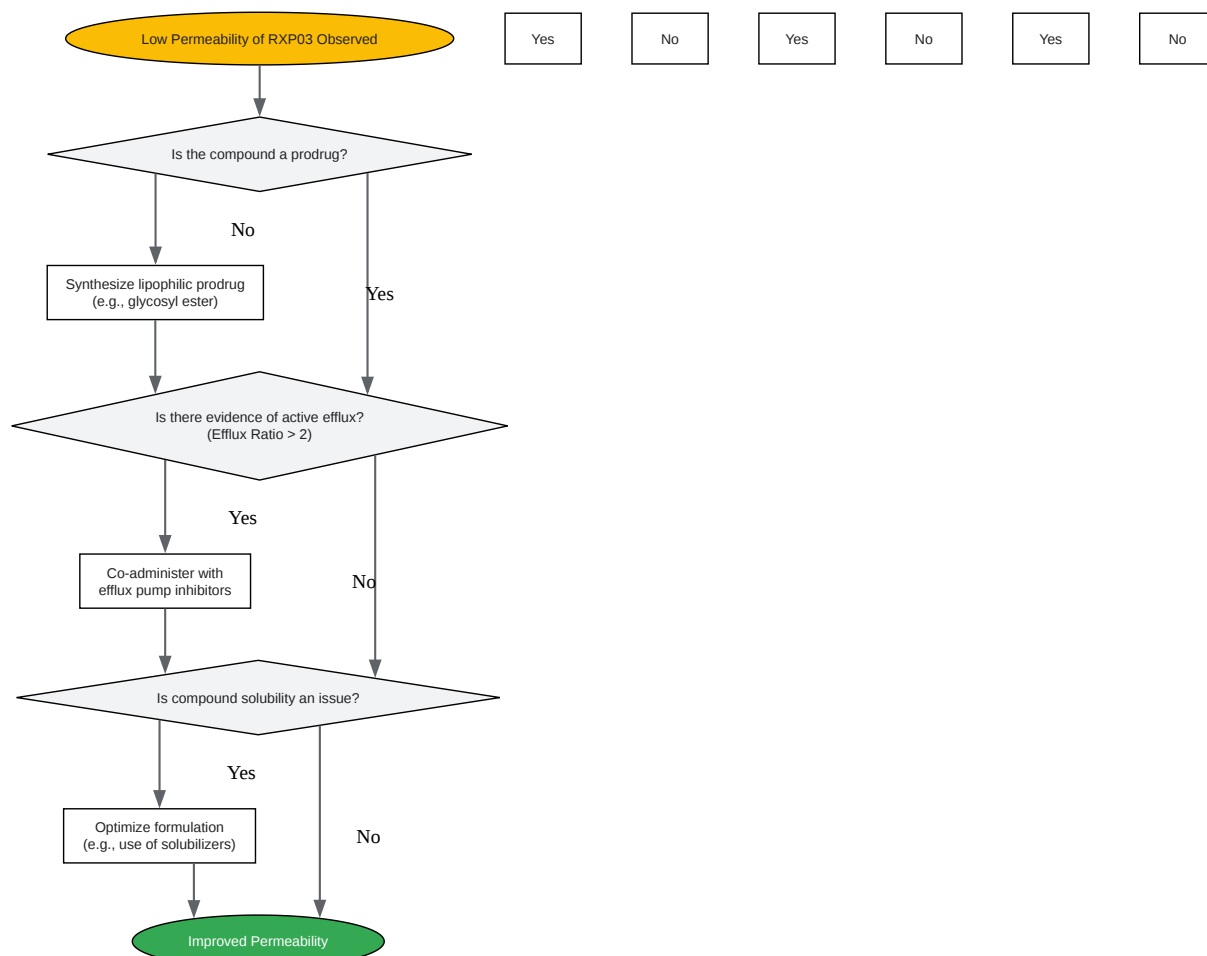 Low Permeability of RXP03 Observed
Yes
No
Yes
No
Yes
No
Is the compound a prodrug?
No
Synthesize lipophilic prodrug
(e.g., glycosyl ester)
Yes
Is there evidence of active efflux?
(Efflux Ratio > 2)
Yes
Co-administer with
efflux pump inhibitors
No
Is compound solubility an issue?
Yes
Optimize formulation
(e.g., use of solubilizers)
No
Improved Permeability